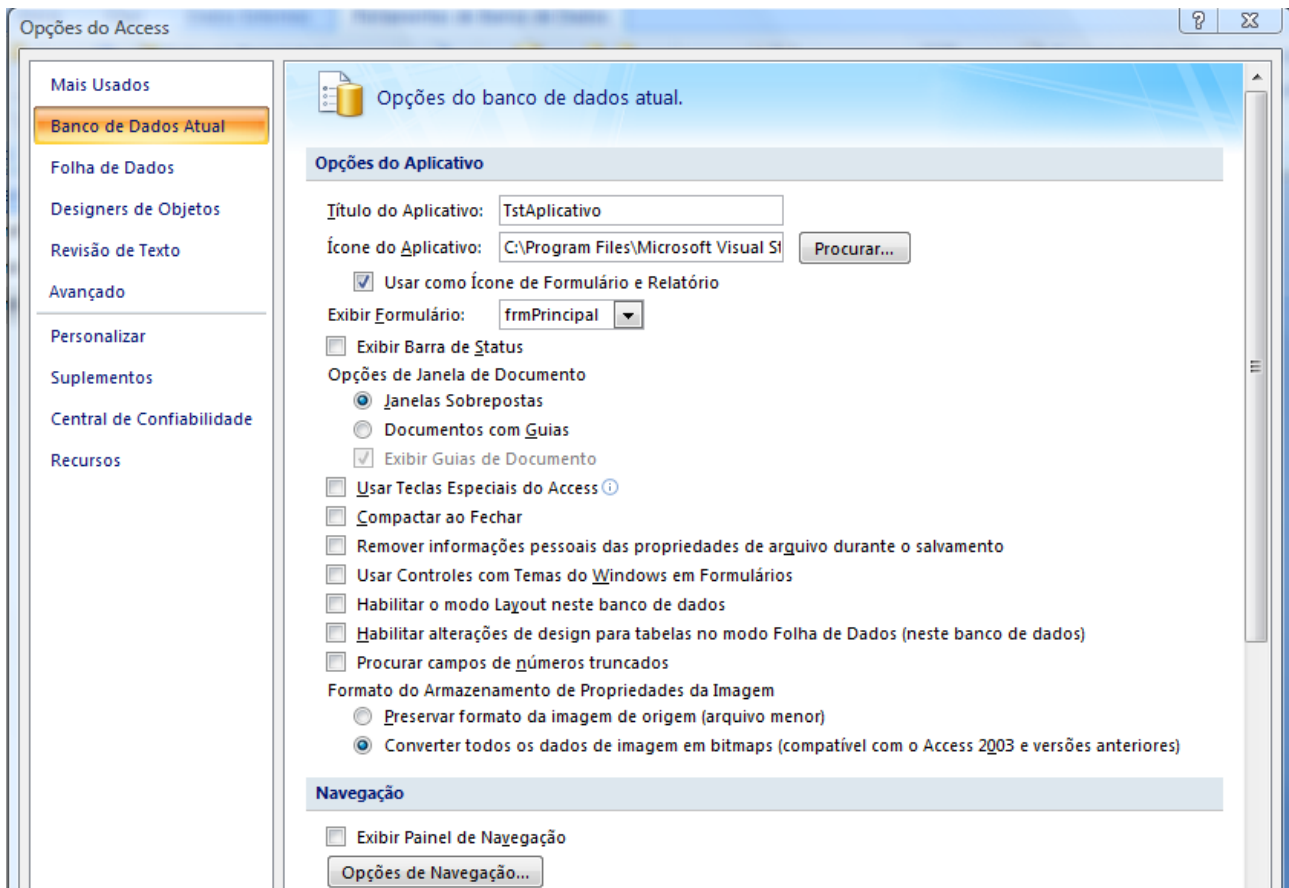 Opções do Access
Mais Usados
Banco de Dados Atual
Folha de Dados
Designers de Objetos
Revisão de Texto
Avançado
Personalizar
Suplementos
Central de Confiabilidade
Recursos
Opções do banco de dados atual.
Opções do Aplicativo
Título do Aplicativo: TstAplicativo
Ícone do Aplicativo: C:\Program Files\Microsoft Visual St Procurar...
Usar como Ícone de Formulário e Relatório
Exibir Formulário: frmPrincipal
Exibir Barra de Status
Opções de Janela de Documento
Janelas Sobrepostas
Documentos com Guias
Exibir Guias de Documento
Usar Teclas Especiais do Access
Compactar ao Fechar
Remover informações pessoais das propriedades de arquivo durante o salvamento
Usar Controles com Temas do Windows em Formulários
Habilitar o modo Layout neste banco de dados
Habilitar alterações de design para tabelas no modo Folha de Dados (neste banco de dados)
Procurar campos de números truncados
Formato do Armazenamento de Propriedades da Imagem
Preservar formato da imagem de origem (arquivo menor)
Converter todos os dados de imagem em bitmaps (compatível com o Access 2003 e versões anteriores)
Navegação
Exibir Painel de Navegação
Opções de Navegação...